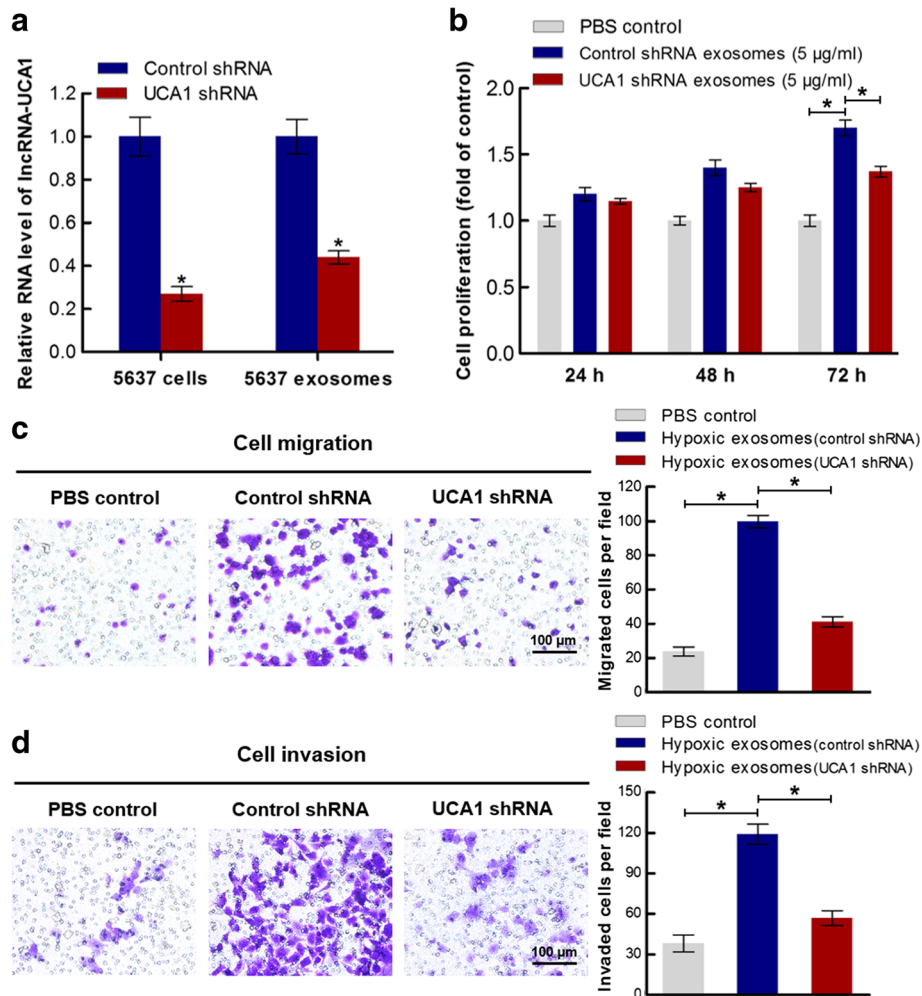 a
Control shRNA
UCA1 shRNA
Relative RNA level of lncRNA-UCA1
1.2
1.0
0.8
0.6
0.4
0.2
0.0
*
*
5637 cells
5637 exosomes
b
PBS control
Control shRNA exosomes (5 µg/ml)
UCA1 shRNA exosomes (5 µg/ml)
Cell proliferation (fold of control)
2.0
1.5
1.0
0.5
0.0
*
*
24 h
48 h
72 h
c
Cell migration
PBS control
Control shRNA
UCA1 shRNA
100 µm
PBS control
Hypoxic exosomes(control shRNA)
Hypoxic exosomes(UCA1 shRNA)
Migrated cells per field
120
100
80
60
40
20
0
*
*
d
Cell invasion
PBS control
Control shRNA
UCA1 shRNA
100 µm
PBS control
Hypoxic exosomes(control shRNA)
Hypoxic exosomes(UCA1 shRNA)
Invaded cells per field
150
120
90
60
30
0
*
*